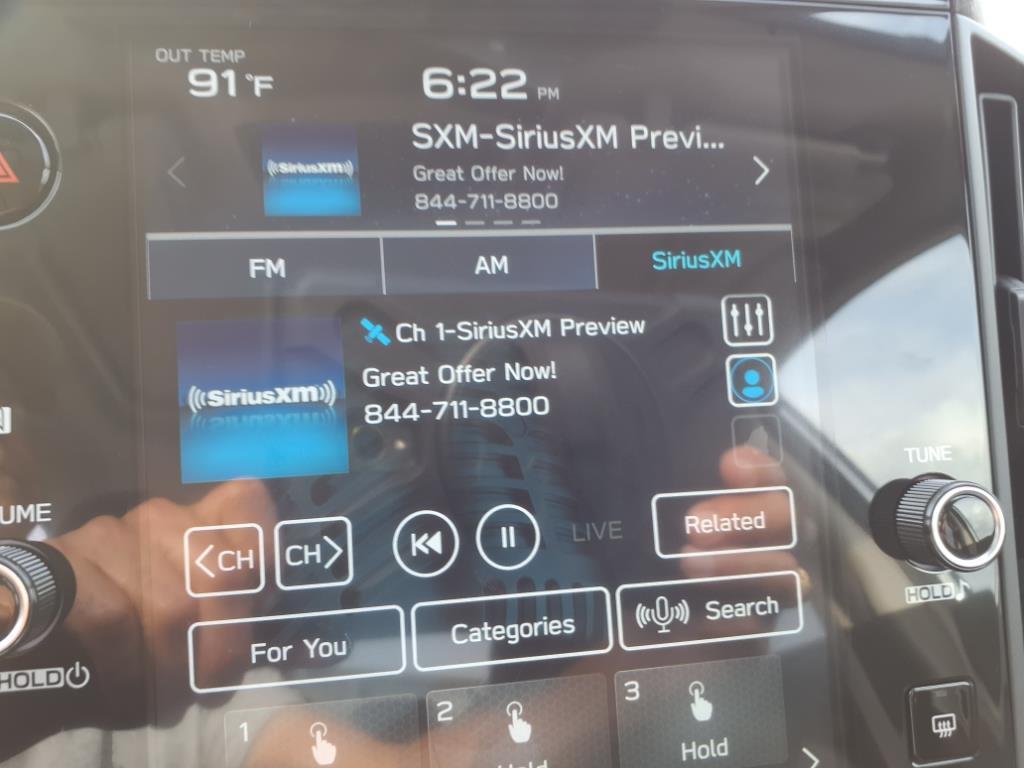 OUT TEMP
91°F
6:22 PM
SXM-SiriusXM Previ...
((SiriusXM))
Great Offer Now!
844-711-8800
FM
AM
SiriusXM
Ch 1-SiriusXM Preview
((SiriusXM))
Great Offer Now!
844-711-8800
TUNE
UME
<CH
CH>
LIVE
Related
HOLD
For You
Categories
Search
HOLD
1
2
3
Hold
Hold